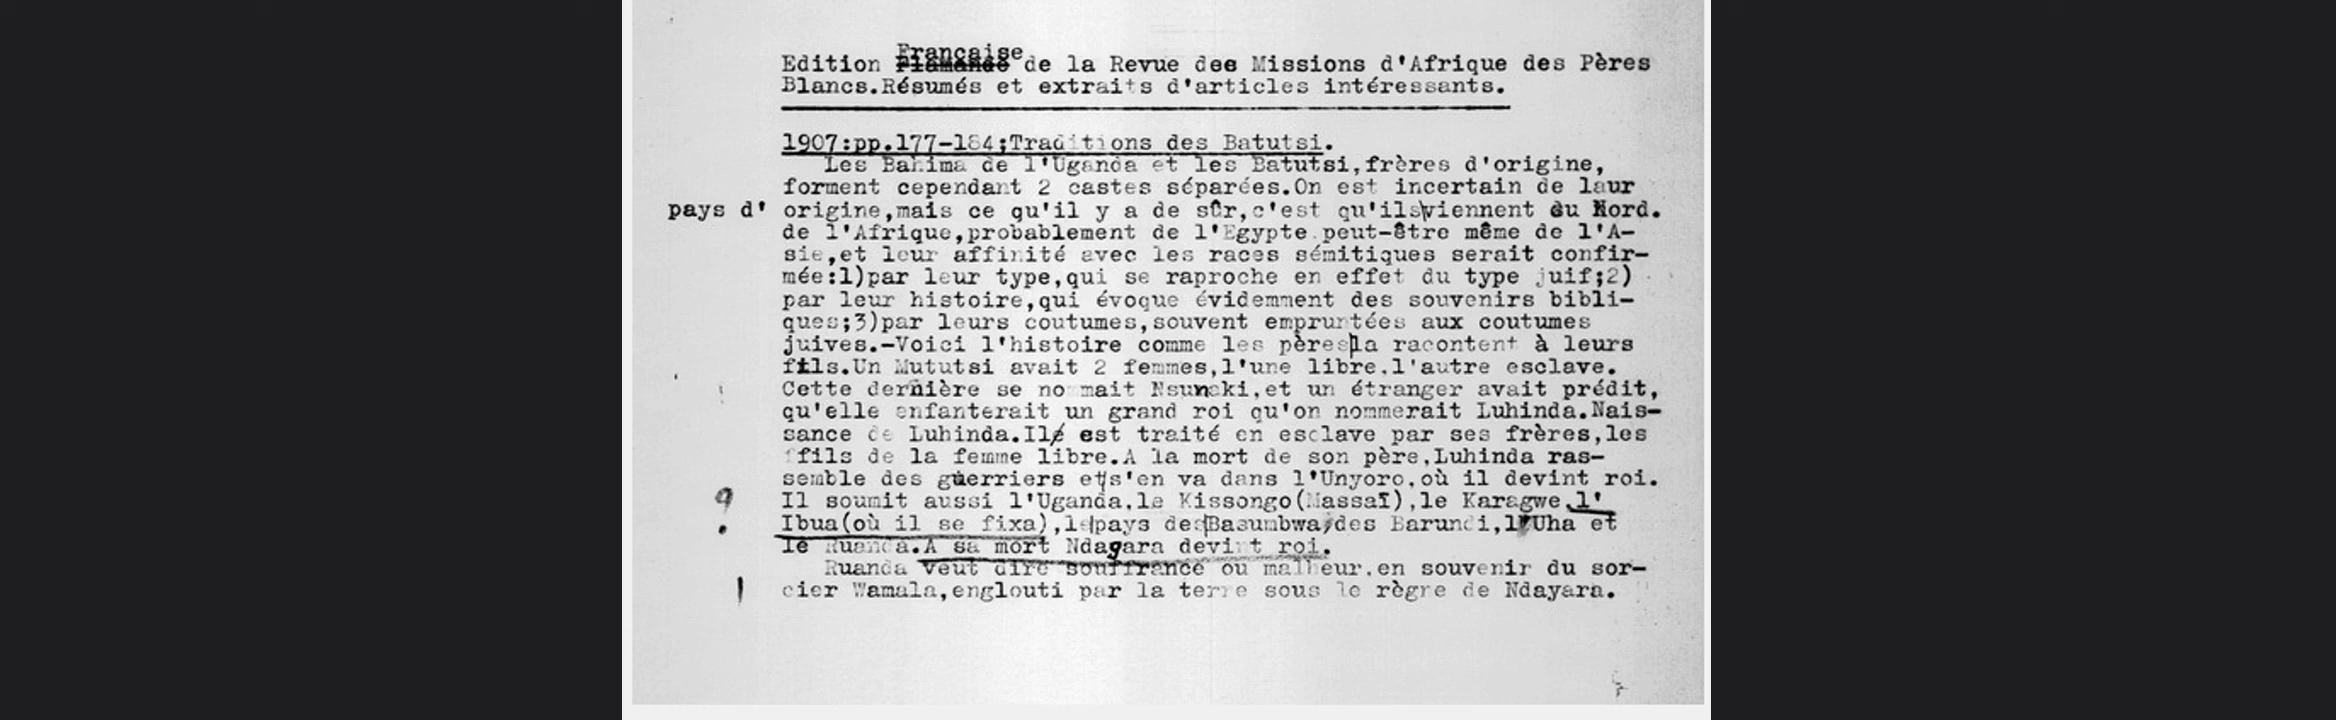 Edition Française de la Revue des Missions d'Afrique des Pères
Blancs.Résumés et extraits d'articles intéressants.
1907:pp.177-184;Traditions des Batutsi.
Les Bahima de l'Uganda et les Batutsi,frères d'origine,
forment cependant 2 castes séparées.On est incertain de laur
pays d' origine,mais ce qu'il y a de sûr,c'est qu'ils viennent du Nord.
de l'Afrique,probablement de l'Egypte peut-être même de l'A-
sie,et leur affinité avec les races sémitiques serait confir-
mée:1)par leur type,qui se raproche en effet du type juif;2)
par leur histoire,qui évoque évidemment des souvenirs bibli-
ques;3)par leurs coutumes,souvent empruntées aux coutumes
juives.-Voici l'histoire comme les pères la racontent à leurs
fils.Un Mututsi avait 2 femmes,l'une libre.l'autre esclave.
Cette dernière se nommait Nsunaki,et un étranger avait prédit,
qu'elle enfanterait un grand roi qu'on nommerait Luhinda.Nais-
sance de Luhinda.Il est traité en esclave par ses frères,les
fils de la femme libre.A la mort de son père,Luhinda ras-
semble des guerriers et s'en va dans l'Unyoro,où il devint roi.
? Il soumit aussi l'Uganda,le Kissongo(Massaï),le Karagwe,l'
Ibua(où il se fixa),le pays des Basumbwa,des Barundi,l'Uha et
le Ruanda.A sa mort Ndagara devint roi.
Ruanda veut dire souffrance ou malheur,en souvenir du sor-
cier Wamala,englouti par la terre sous le règre de Ndayara.